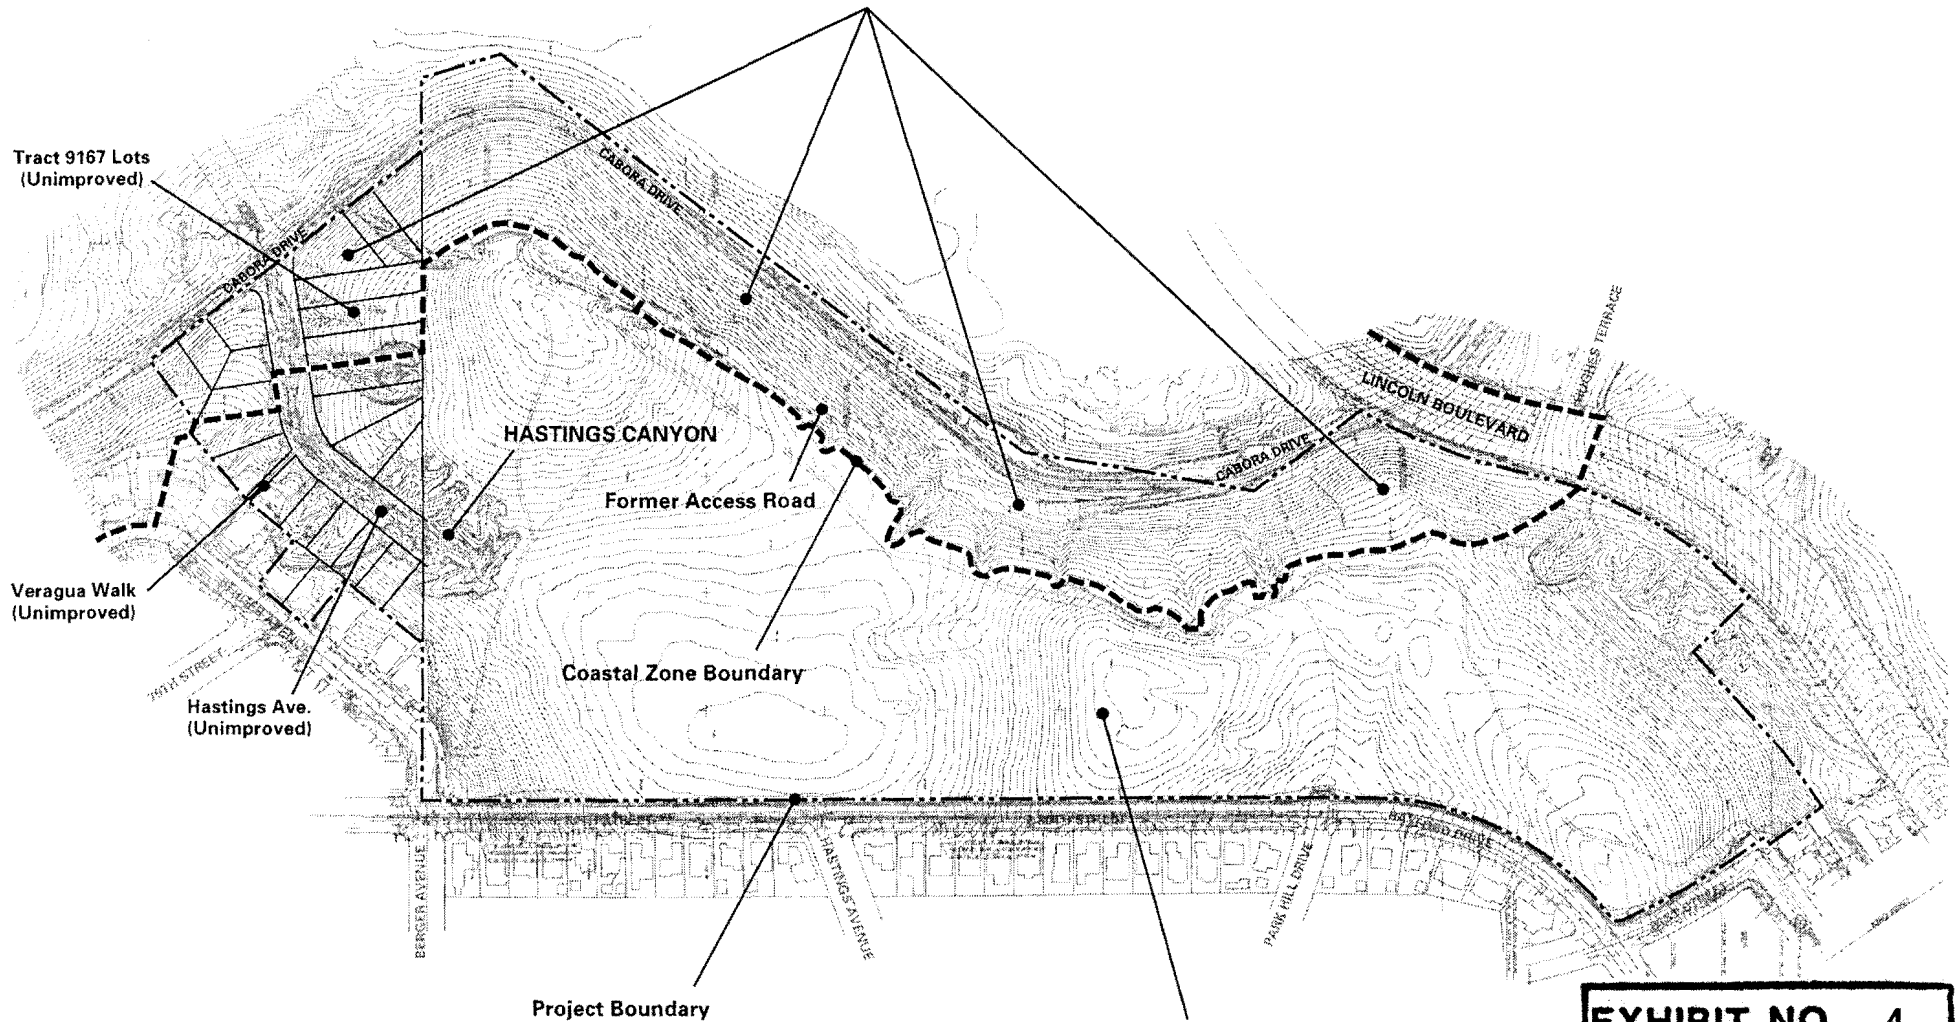 Tract 9167 Lots
(Unimproved)
CABORA DRIVE
CABORA DRIVE
HUGHES TERRACE
LINCOLN BOULEVARD
HASTINGS CANYON
CABORA DRIVE
Former Access Road
Veragua Walk
(Unimproved)
Coastal Zone Boundary
79TH STREET
Hastings Ave.
(Unimproved)
BERGER AVENUE
HASTINGS AVENUE
PARK HILL DRIVE
RAYFORD DRIVE
Project Boundary
EXHIBIT NO. 4